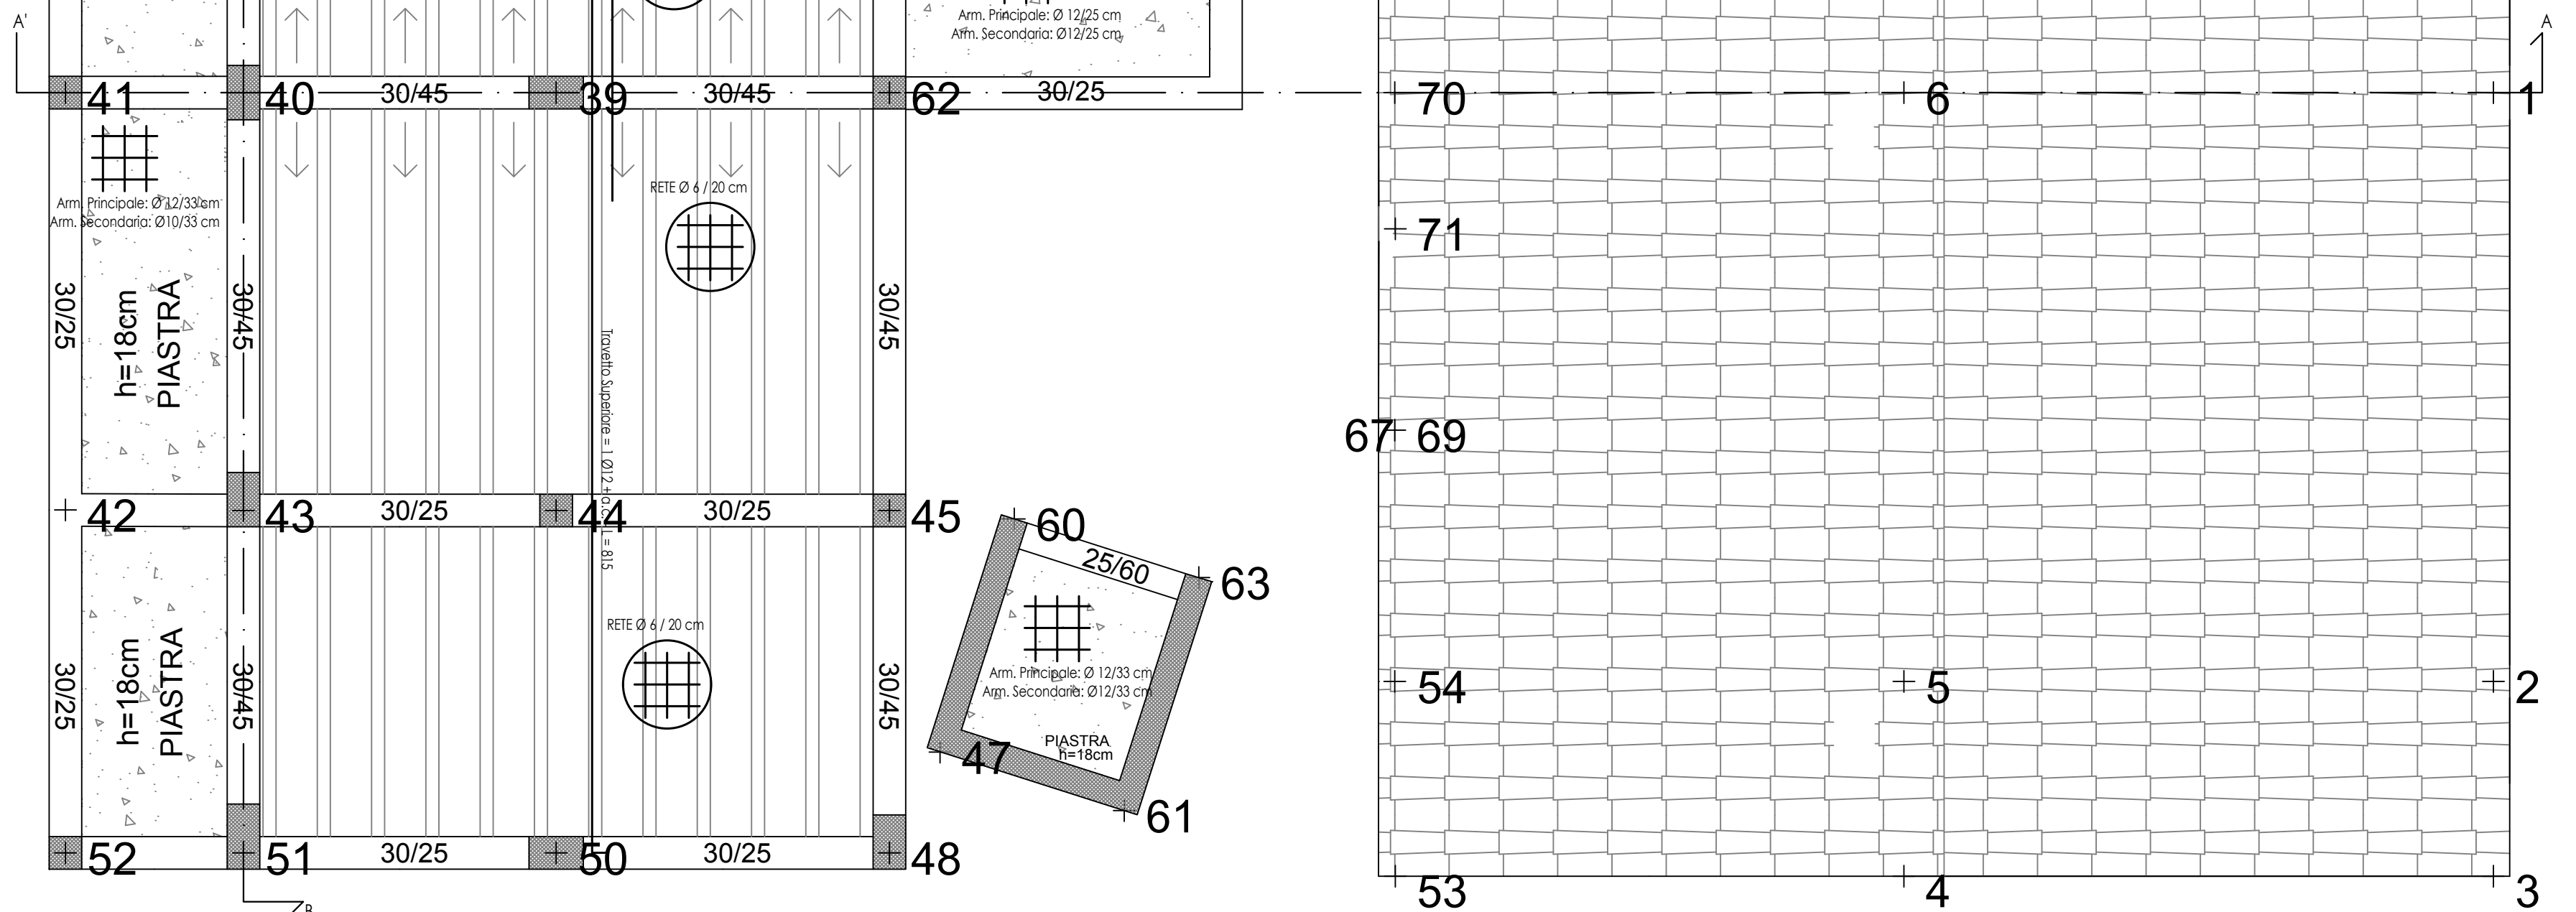 A'
A
Arm. Principale: Ø 12/25 cm
Arm. Secondaria: Ø12/25 cm
41
40
30/45
39
30/45
62
30/25
70
6
1
Arm. Principale: Ø 12/33 cm
Arm. Secondaria: Ø10/33 cm
RETE Ø 6 / 20 cm
71
30/25
h=18cm
PIASTRA
30/45
30/45
Travetto Superiore = 1 Ø12 + a.c. L = 815
67
69
42
43
30/25
44
30/25
45
60
25/60
63
RETE Ø 6 / 20 cm
30/25
h=18cm
PIASTRA
30/45
30/45
Arm. Principale: Ø 12/33 cm
Arm. Secondaria: Ø12/33 cm
PIASTRA
h=18cm
47
61
54
5
2
52
51
30/25
50
30/25
48
53
4
3